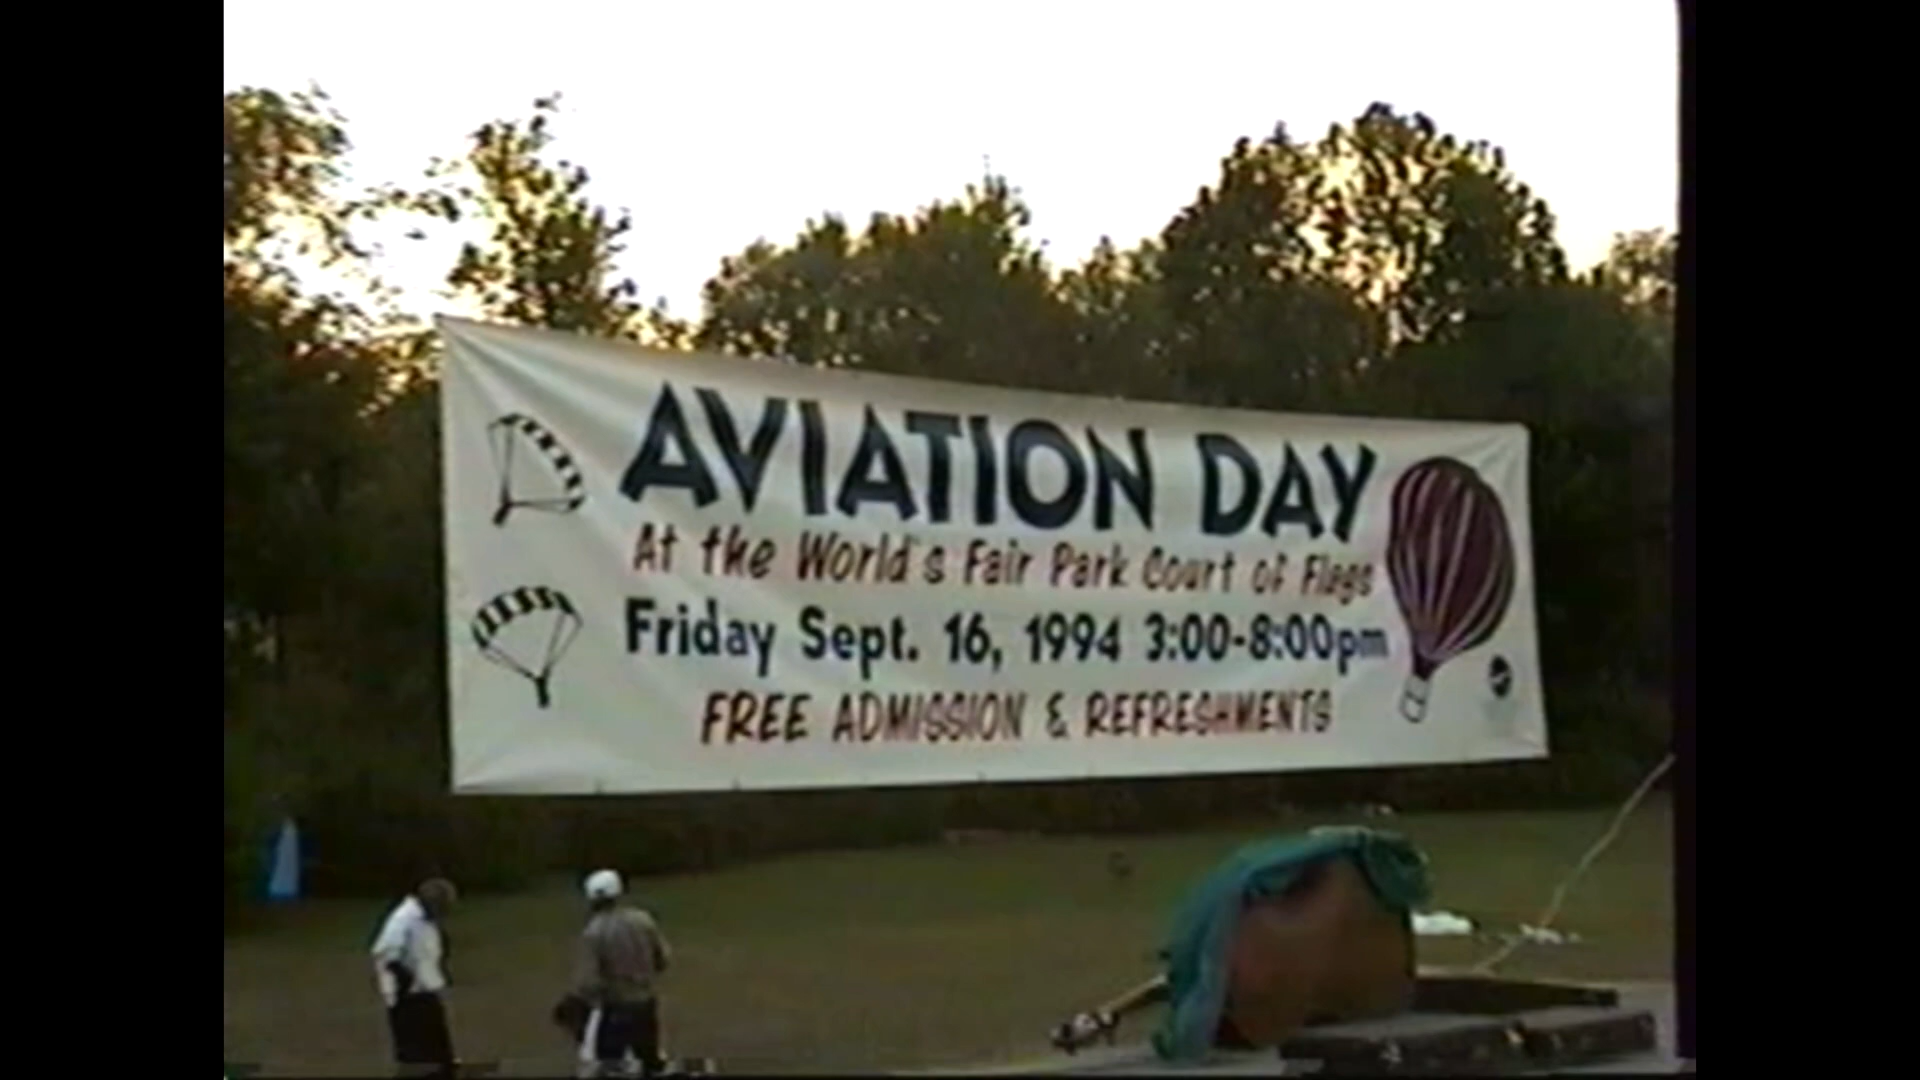 AVIATION DAY
At the World's Fair Park Court of Flags
Friday Sept. 16, 1994 3:00-8:00pm
FREE ADMISSION & REFRESHMENTS